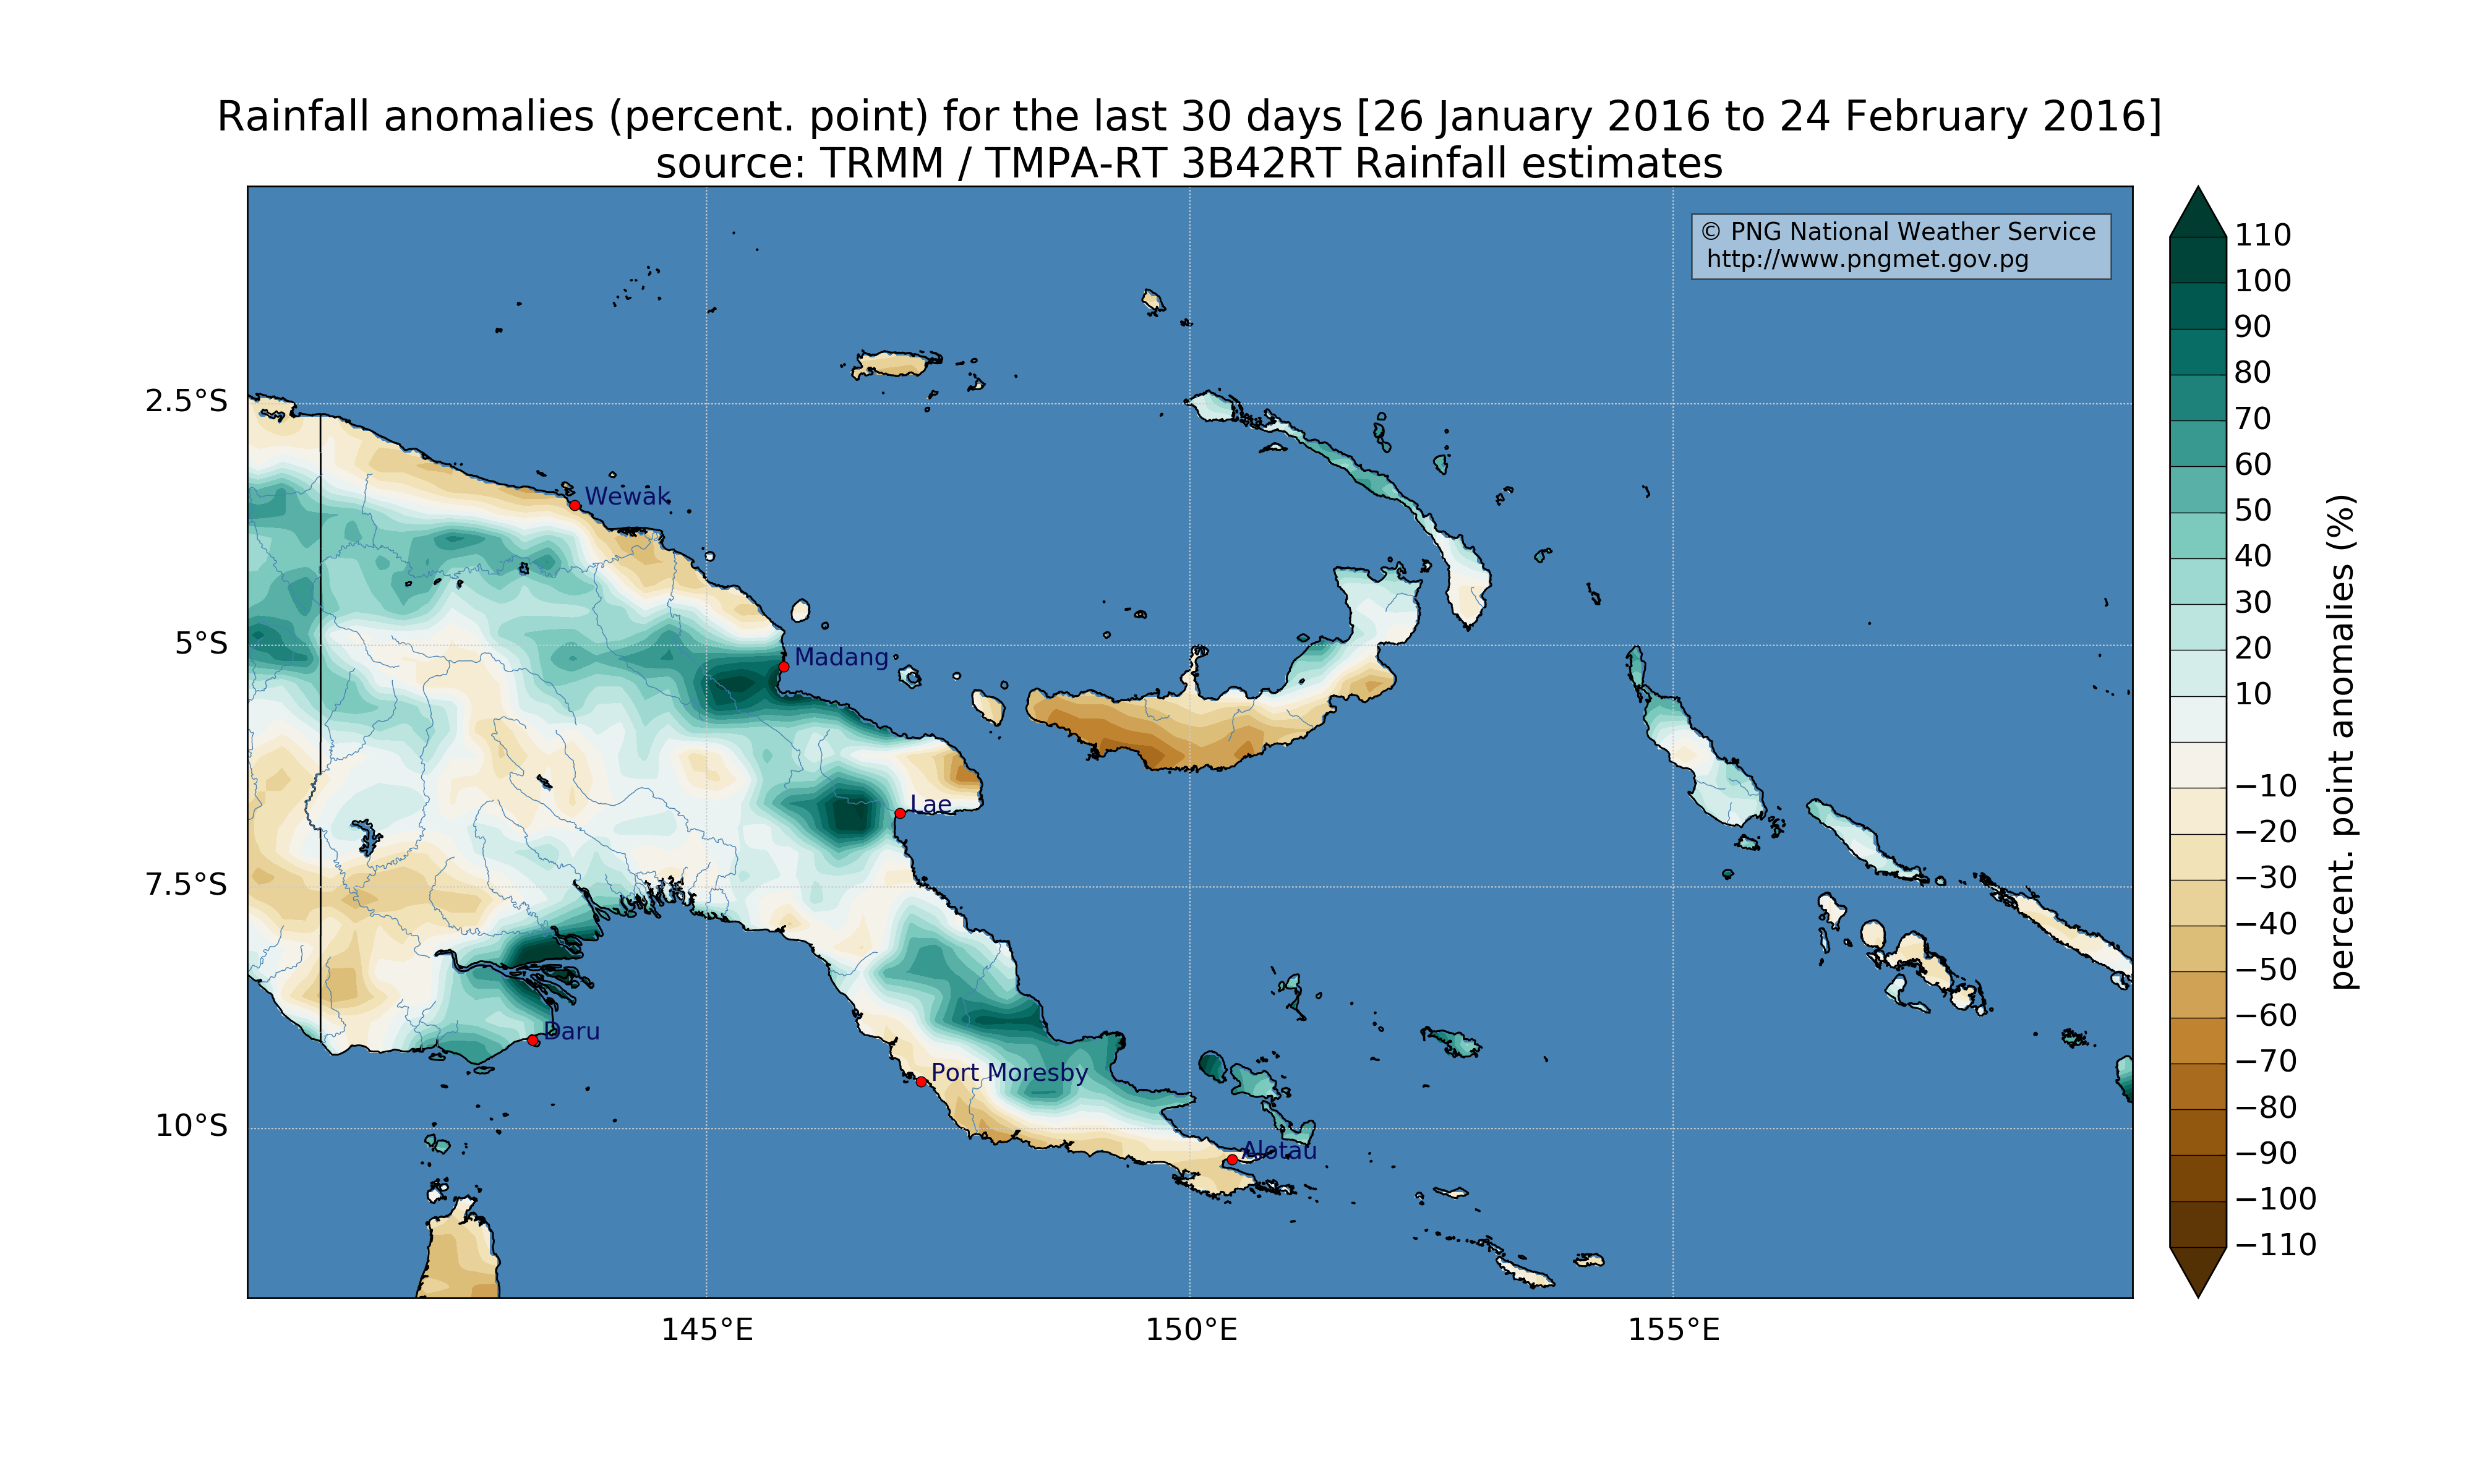 Rainfall anomalies (percent. point) for the last 30 days [26 January 2016 to 24 February 2016]
source: TRMM / TMPA-RT 3B42RT Rainfall estimates
© PNG National Weather Service
http://www.pngmet.gov.pg
2.5°S
5°S
7.5°S
10°S
145°E
150°E
155°E
Wewak
Madang
Lae
Daru
Port Moresby
Alotau
110
100
90
80
70
60
50
40
30
20
10
−10
−20
−30
−40
−50
−60
−70
−80
−90
−100
−110
percent. point anomalies (%)